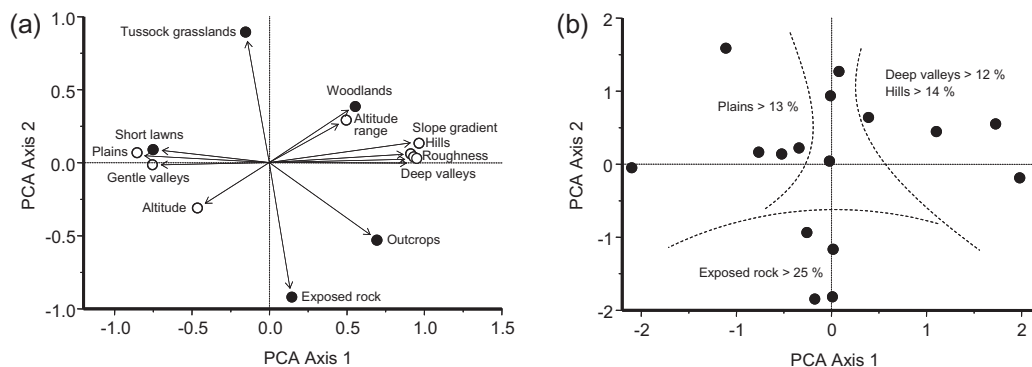 (a)
1.0
0.5
0.0
-0.5
-1.0
PCA Axis 2
Tussock grasslands
Woodlands
Altitude
range
Slope gradient
Hills
Roughness
Deep valleys
Short lawns
Plains
Gentle valleys
Altitude
Outcrops
Exposed rock
-1.0 -0.5 0.0 0.5 1.0 1.5
PCA Axis 1
(b)
2
1
0
-1
-2
PCA Axis 2
Plains > 13 %
Deep valleys > 12 %
Hills > 14 %
Exposed rock > 25 %
-2 -1 0 1 2
PCA Axis 1